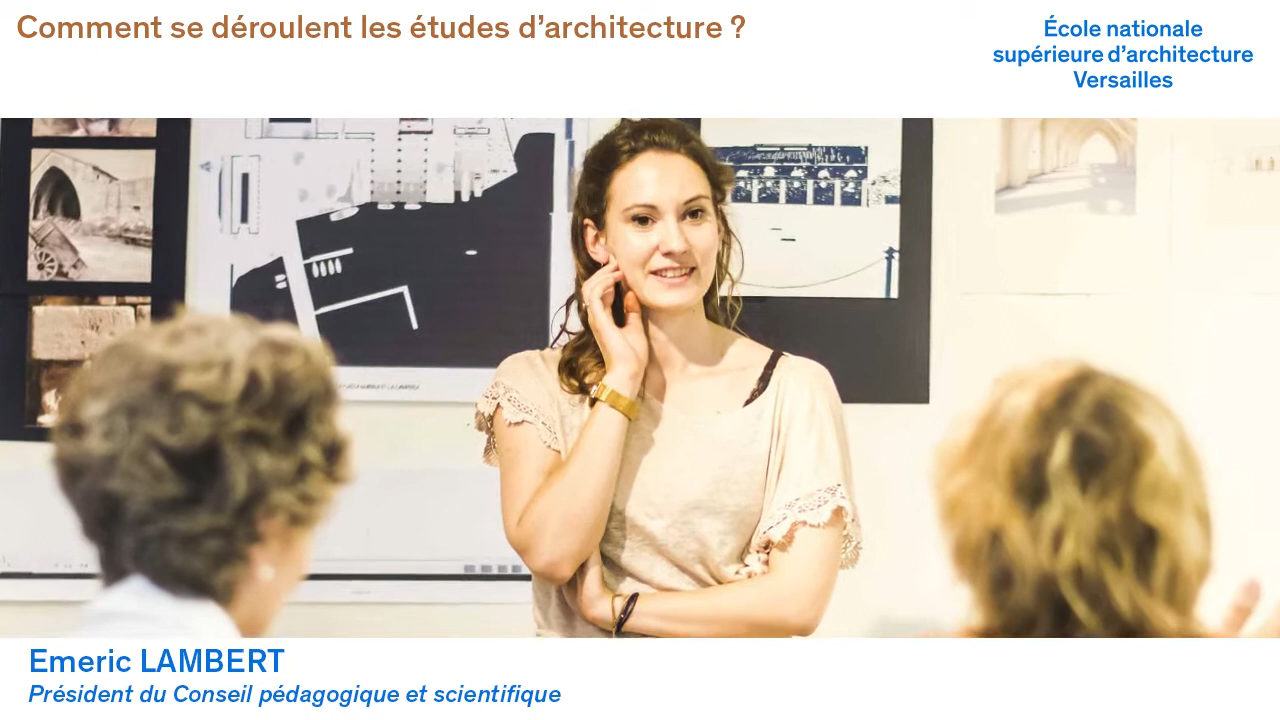 Comment se déroulent les études d’architecture ?
École nationale
supérieure d’architecture
Versailles
Emeric LAMBERT
Président du Conseil pédagogique et scientifique